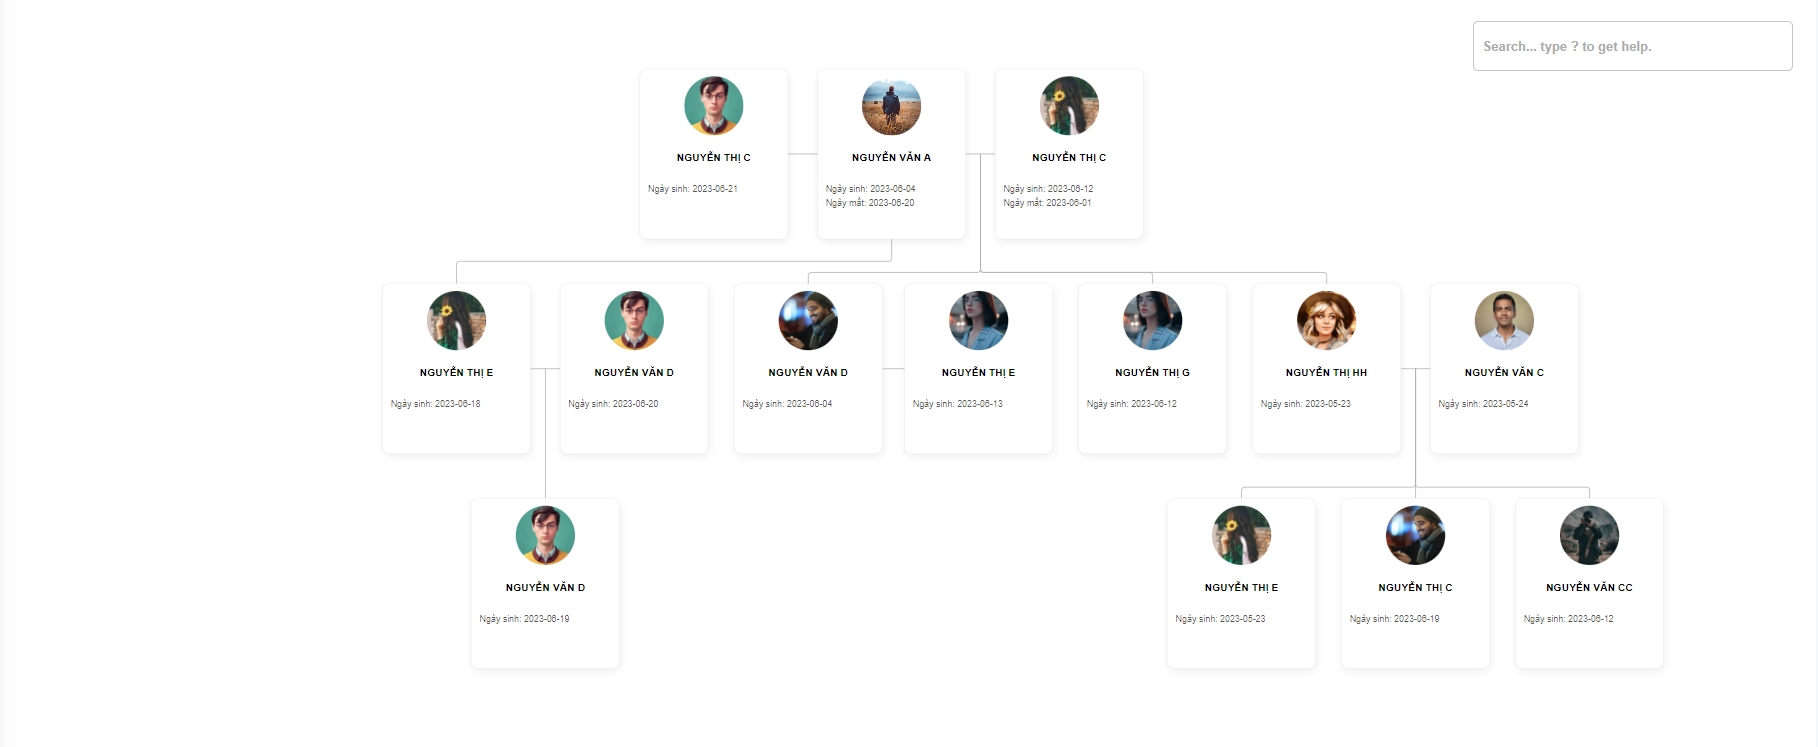 Search... type ? to get help.
NGUYỄN THỊ C
Ngày sinh: 2023-06-21
NGUYỄN VĂN A
Ngày sinh: 2023-06-04
Ngày mất: 2023-06-20
NGUYỄN THỊ C
Ngày sinh: 2023-06-12
Ngày mất: 2023-06-01
NGUYỄN THỊ E
Ngày sinh: 2023-06-18
NGUYỄN VĂN D
Ngày sinh: 2023-06-20
NGUYỄN VĂN D
Ngày sinh: 2023-06-04
NGUYỄN THỊ E
Ngày sinh: 2023-06-13
NGUYỄN THỊ G
Ngày sinh: 2023-06-12
NGUYỄN THỊ HH
Ngày sinh: 2023-05-23
NGUYỄN VĂN C
Ngày sinh: 2023-05-24
NGUYỄN VĂN D
Ngày sinh: 2023-06-19
NGUYỄN THỊ E
Ngày sinh: 2023-05-23
NGUYỄN THỊ C
Ngày sinh: 2023-06-19
NGUYỄN VĂN CC
Ngày sinh: 2023-06-12